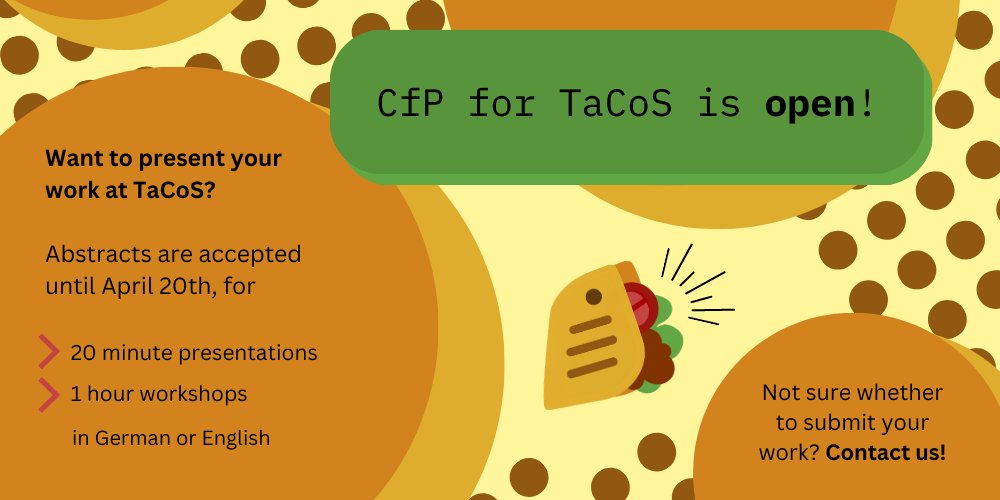 CfP for TaCoS is open!
Want to present your
work at TaCoS?
Abstracts are accepted
until April 20th, for
20 minute presentations
1 hour workshops
in German or English
Not sure whether
to submit your
work? Contact us!